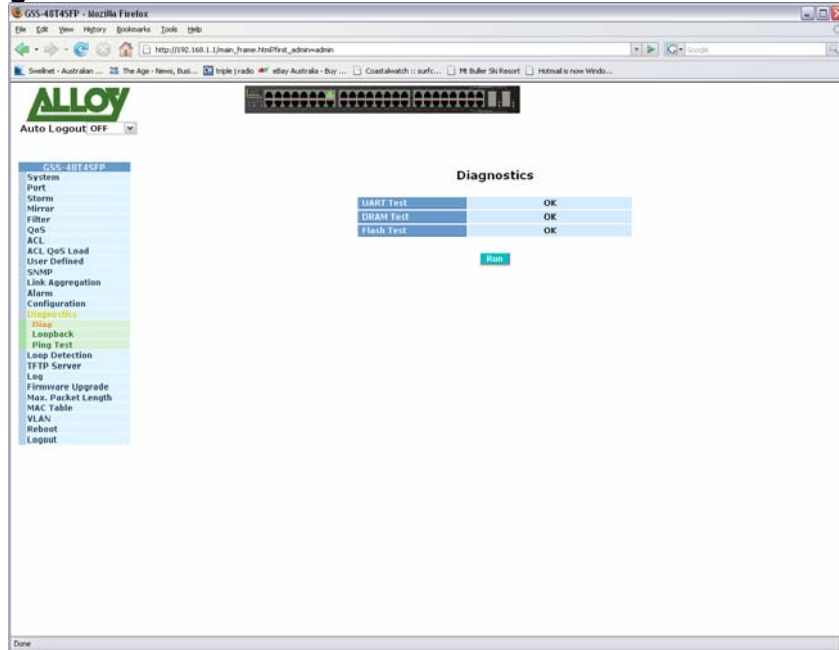 GSS-48T4SFP - Mozilla Firefox
File Edit View History Bookmarks Tools Help
http://192.168.1.1/main_frame.html?first_admin=admin
Google
Swellnet - Australian ... The Age - News, Busi... triple j radio eBay Australia - Buy ... Coastalwatch :: surfc... Mt Buller Ski Resort Hotmail is now Windo...
ALLOY
Auto Logout OFF
GSS-48T4SFP
System
Port
Storm
Mirror
Filter
QoS
ACL
ACL QoS Load
User Defined
SNMP
Link Aggregation
Alarm
Configuration
Diagnostics
Diag
Loopback
Ping Test
Loop Detection
TFTP Server
Log
Firmware Upgrade
Max. Packet Length
MAC Table
VLAN
Reboot
Logout
Diagnostics
UART Test OK
DRAM Test OK
Flash Test OK
Run
Done